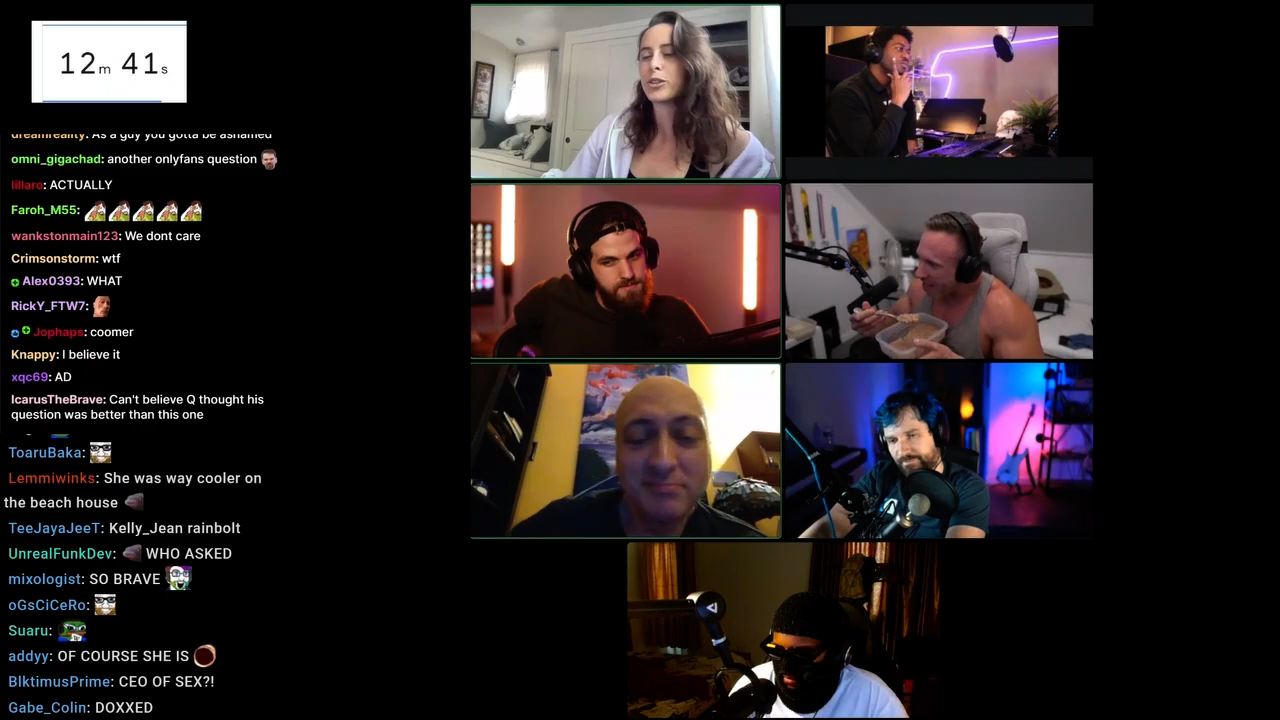 12m 41s
dreamreality: As a guy you gotta be ashamed
omni_gigachad: another onlyfans question
lillaro: ACTUALLY
Faroh_M55:
wankstonmain123: We dont care
Crimsonstorm: wtf
Alex0393: WHAT
RickY_FTW7:
Jophaps: coomer
Knappy: I believe it
xqc69: AD
IcarusTheBrave: Can't believe Q thought his
question was better than this one
ToaruBaka:
Lemmiwinks: She was way cooler on
the beach house
TeeJayaJeeT: Kelly_Jean rainbolt
UnrealFunkDev: WHO ASKED
mixologist: SO BRAVE
oGsCiCeRo:
Suaru:
addyy: OF COURSE SHE IS
BlktimusPrime: CEO OF SEX?!
Gabe_Colin: DOXXED